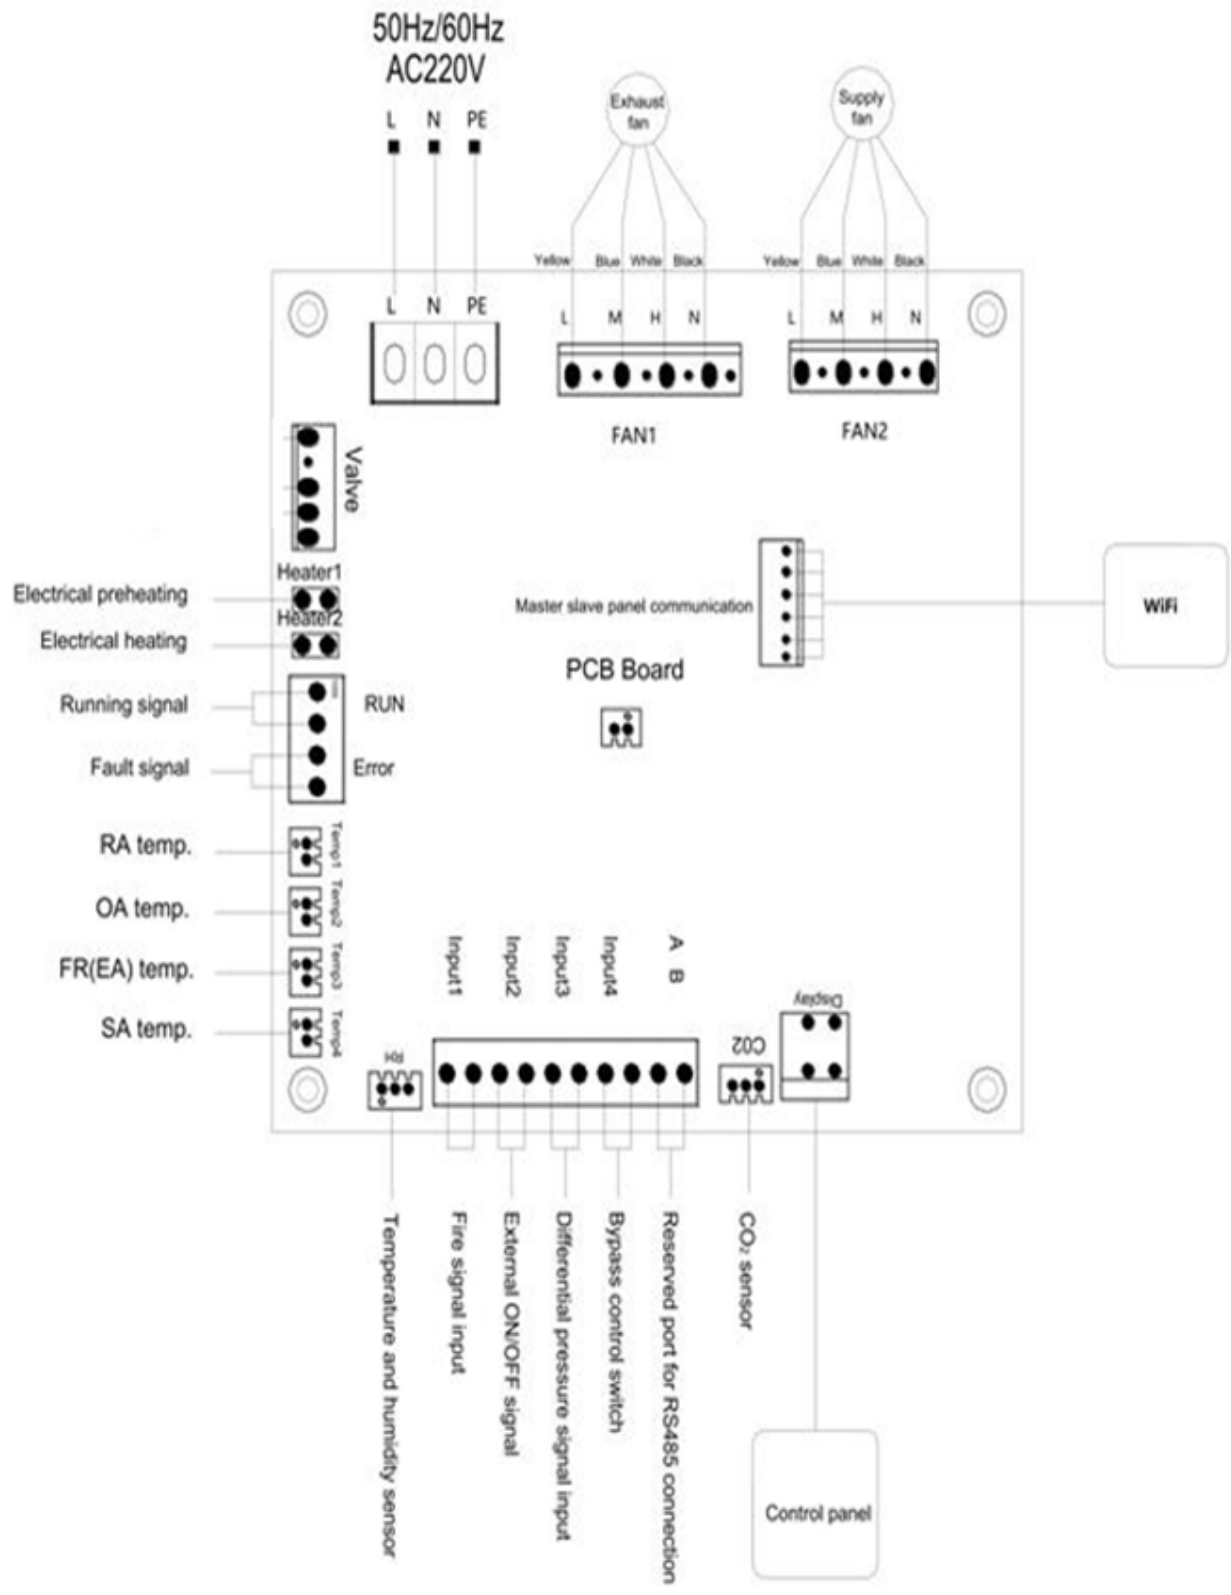 50Hz/60Hz
AC220V
L N PE
Exhaust
fan
Supply
fan
Yellow Blue White Black
Yellow Blue White Black
L N PE
L M H N
L M H N
FAN1
FAN2
Valve
Heater1
Electrical preheating
Heater2
Electrical heating
Master slave panel communication
WiFi
PCB Board
Running signal
RUN
Fault signal
Error
RA temp.
Temp1
OA temp.
Temp2
FR(EA) temp.
Temp3
SA temp.
Temp4
Input1
Input2
Input3
Input4
A B
RH
C02
Display
Temperature and humidity sensor
Fire signal input
External ON/OFF signal
Differential pressure signal input
Bypass control switch
Reserved port for RS485 connection
CO₂ sensor
Control panel